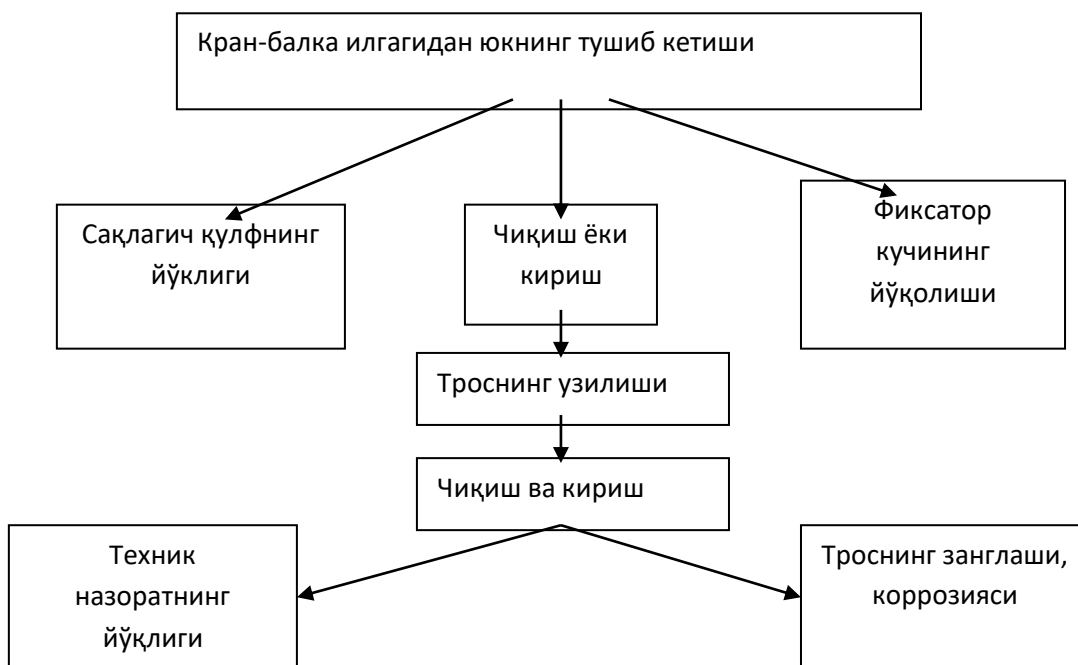 Кран-балка илгагидан юкнинг тушиб кетиши
Сақлагич қулфнинг
йўклиги
Чиқиш ёки
кириш
Фиксатор
кучининг
йўқолиши
Троснинг узилиши
Чиқиш ва кириш
Техник
назоратнинг
йўқлиги
Троснинг занглаши,
коррозияси